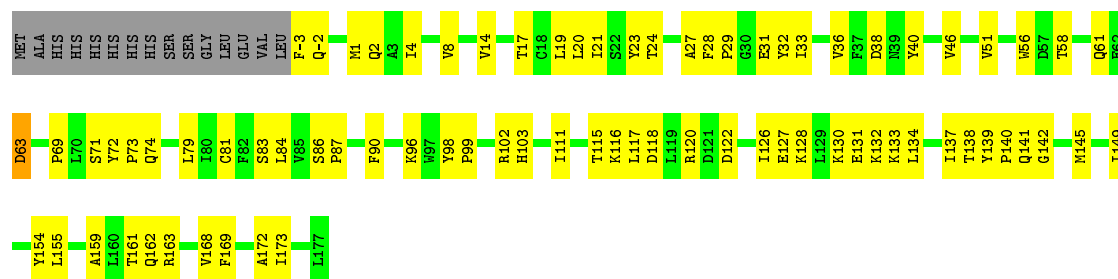 MET ALA HIS HIS HIS HIS HIS HIS SER SER GLY LEU GLU VAL LEU F-3 Q-2 M1 Q2 A3 I4 V8 V14 T17 C18 L19 L20 I21 S22 Y23 T24 A27 F28 P29 G30 E31 Y32 I33 V36 F37 D38 N39 Y40 V46 V51 W56 D57 T58 Q61 E62
D63 P69 L70 S71 Y72 P73 Q74 L79 I80 C81 F82 S83 L84 V85 S86 P87 F90 K96 W97 Y98 P99 R102 H103 I111 T115 K116 L117 D118 L119 R120 D121 D122 I126 E127 K128 L129 K130 E131 K132 K133 L134 I137 T138 Y139 P140 Q141 G142 M145 I149
Y154 L155 A159 L160 T161 Q162 R163 V168 F169 A172 I173 L177